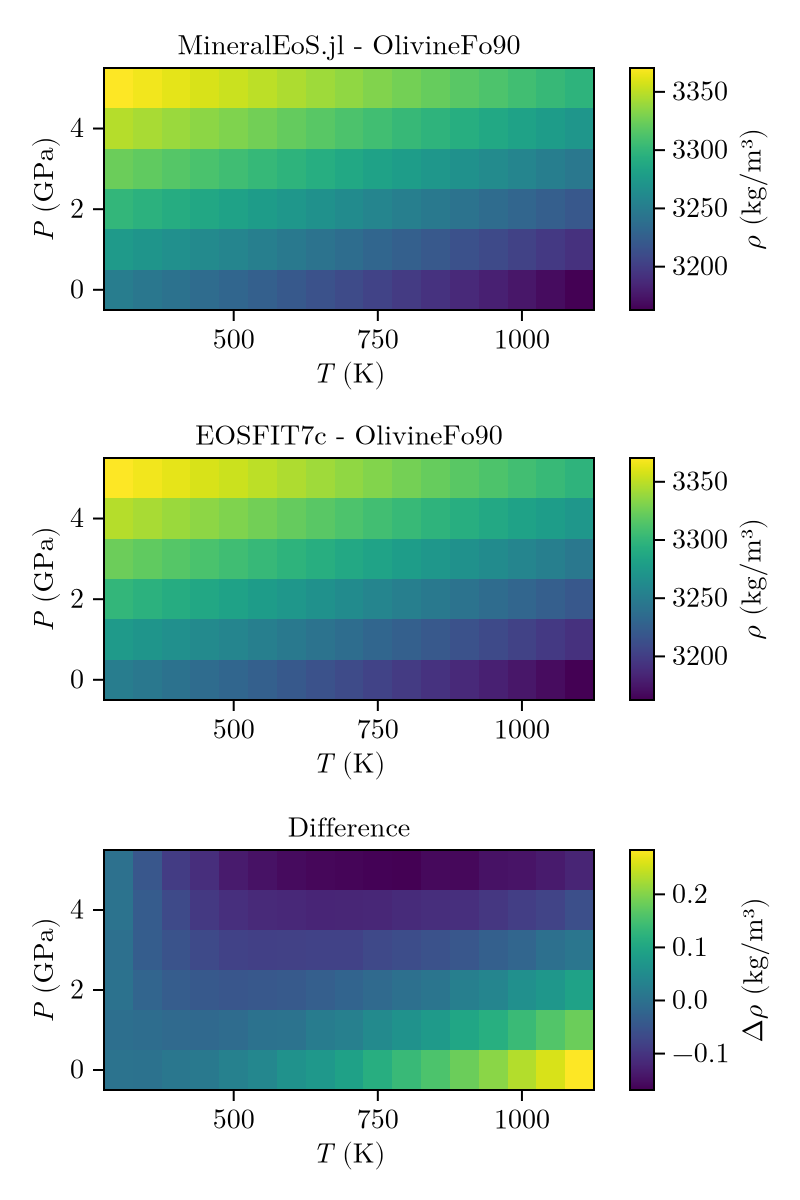 MineralEoS.jl - OlivineFo90
P (GPa)
4
2
0
500
750
1000
T (K)
3350
3300
3250
3200
ρ (kg/m³)
EOSFIT7c - OlivineFo90
P (GPa)
4
2
0
500
750
1000
T (K)
3350
3300
3250
3200
ρ (kg/m³)
Difference
P (GPa)
4
2
0
500
750
1000
T (K)
0.2
0.1
0.0
−0.1
Δρ (kg/m³)